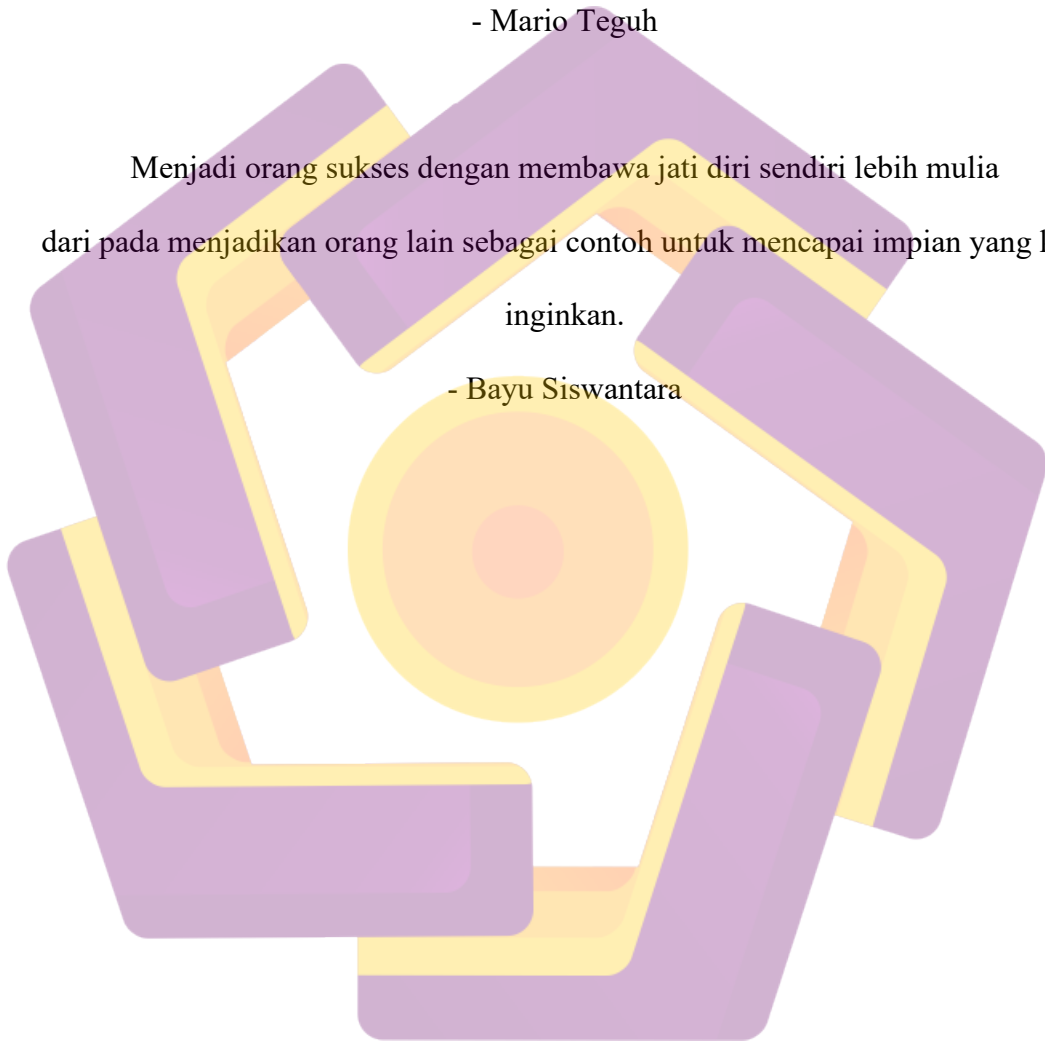 - Mario Teguh
Menjadi orang sukses dengan membawa jati diri sendiri lebih mulia
dari pada menjadikan orang lain sebagai contoh untuk mencapai impian yang
inginkan.
- Bayu Siswantara